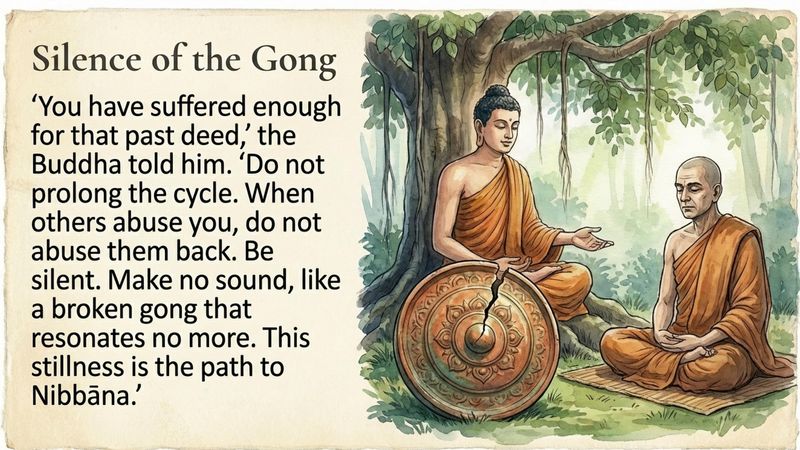 Silence of the Gong
‘You have suffered enough
for that past deed,’ the
Buddha told him. ‘Do not
prolong the cycle. When
others abuse you, do not
abuse them back. Be
silent. Make no sound, like
a broken gong that
resonates no more. This
stillness is the path to
Nibbāna.’